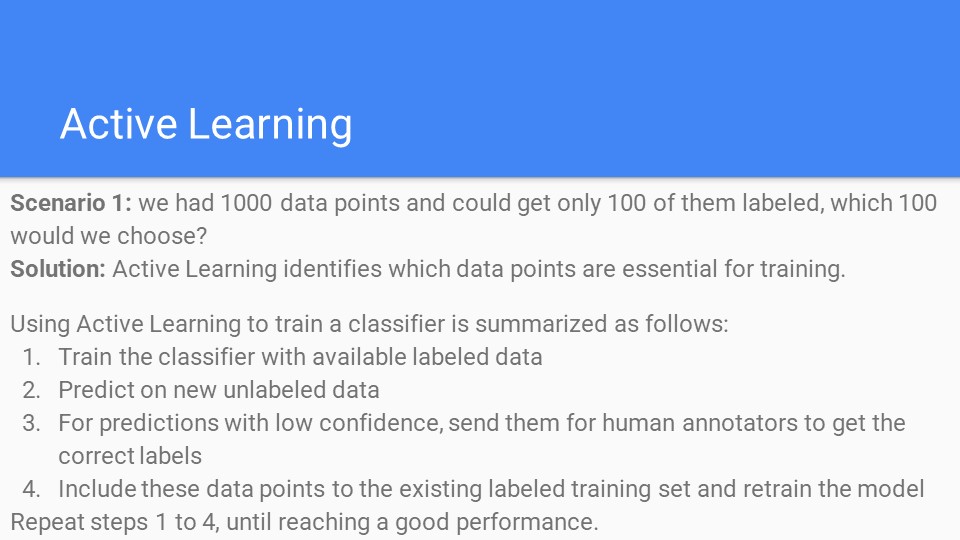 Active Learning
Scenario 1: we had 1000 data points and could get only 100 of them labeled, which 100
would we choose?
Solution: Active Learning identifies which data points are essential for training.
Using Active Learning to train a classifier is summarized as follows:
1. Train the classifier with available labeled data
2. Predict on new unlabeled data
3. For predictions with low confidence, send them for human annotators to get the
correct labels
4. Include these data points to the existing labeled training set and retrain the model
Repeat steps 1 to 4, until reaching a good performance.